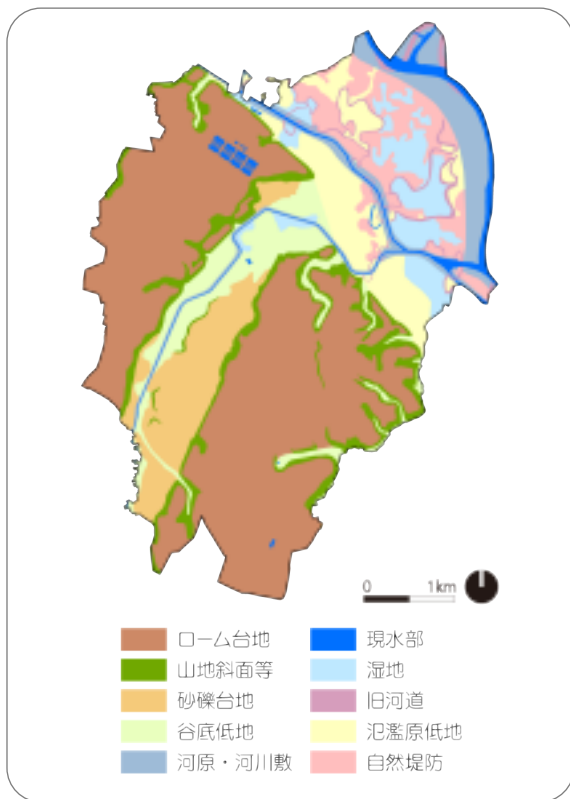 0 1km
ローム台地
山地斜面等
砂礫台地
谷底低地
河原・河川敷
現水部
湿地
旧河道
氾濫原低地
自然堤防